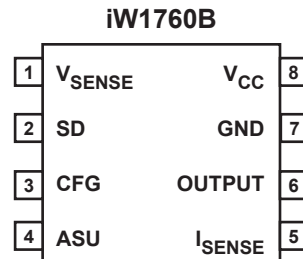 iW1760B
1 VSENSE VCC 8
2 SD GND 7
3 CFG OUTPUT 6
4 ASU ISENSE 5